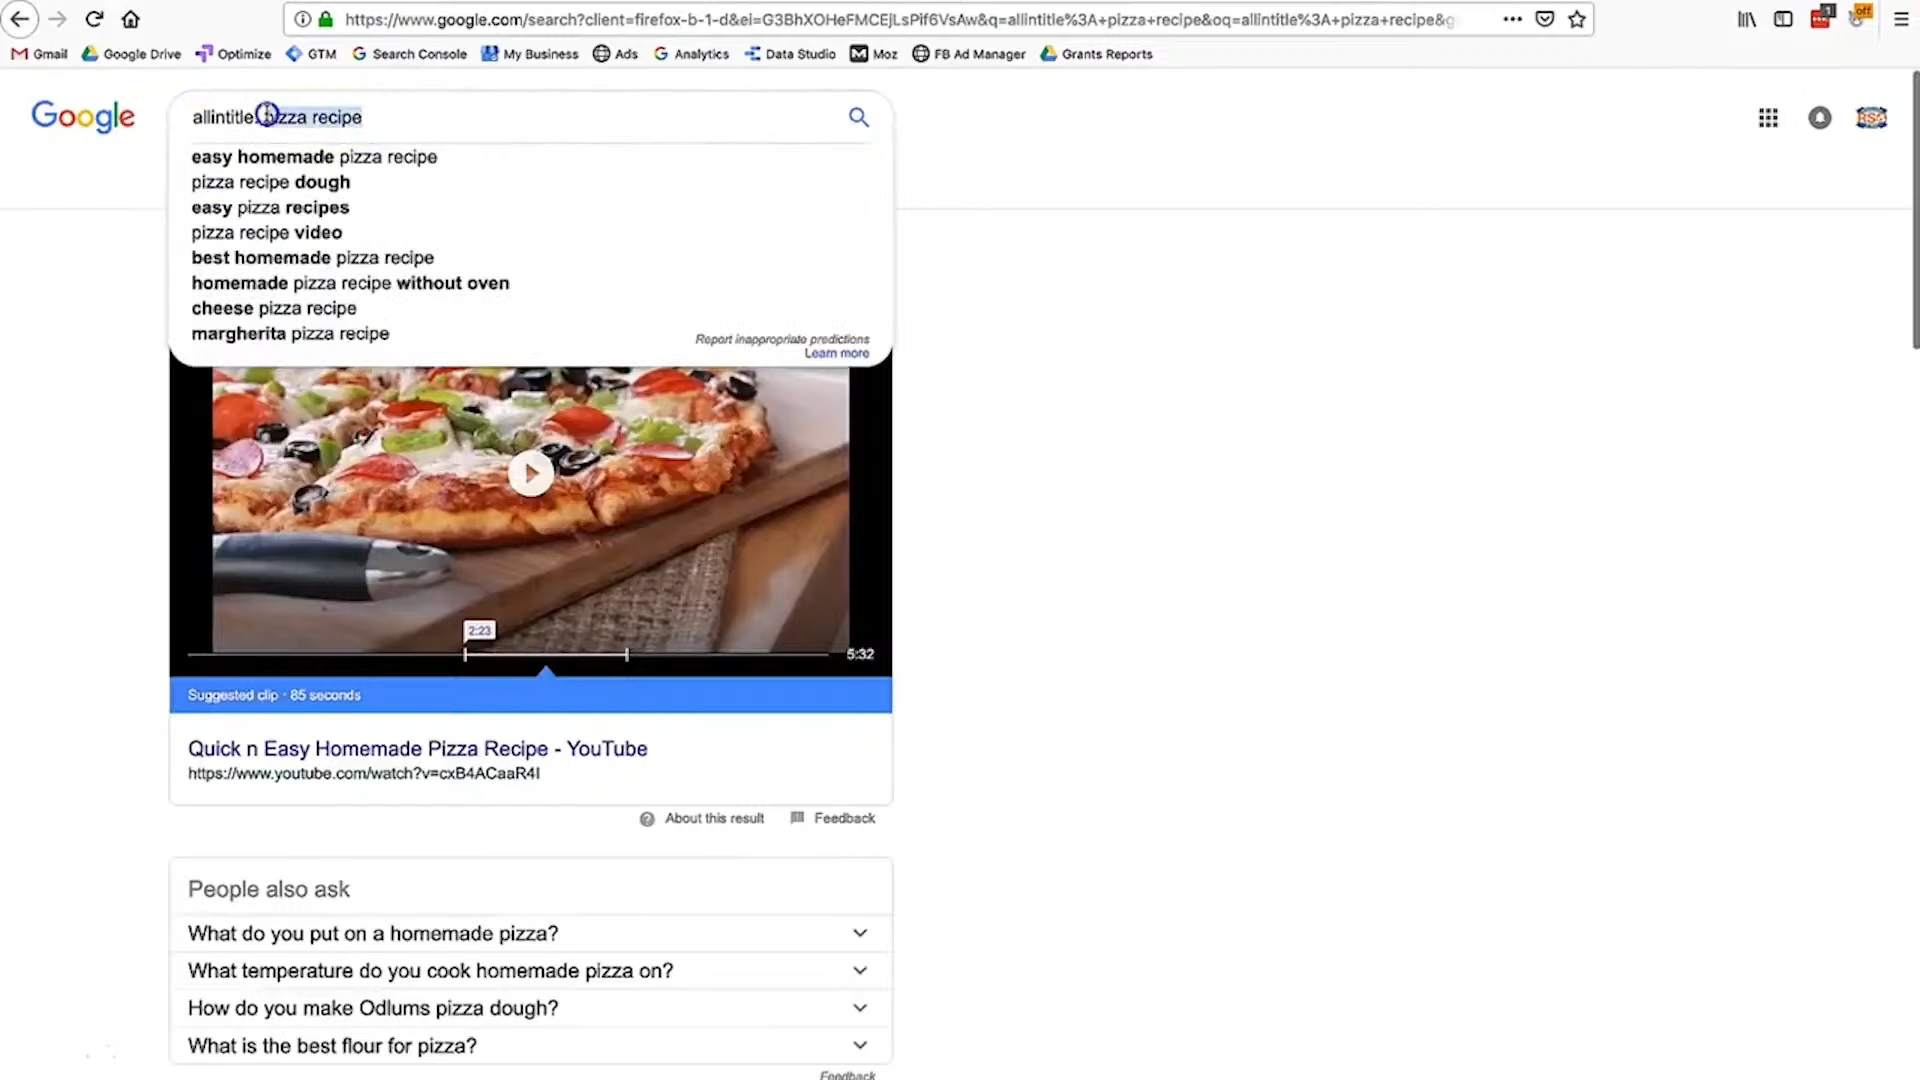 https://www.google.com/search?client=firefox-b-1-d&ei=G3BhXOHeFMCEjLsPif6VsAw&q=allintitle%3A+pizza+recipe&oq=allintitle%3A+pizza+recipe&g
1
off
Gmail Google Drive Optimize GTM Search Console My Business Ads Analytics Data Studio Moz FB Ad Manager Grants Reports
Google
allintitle: pizza recipe
easy homemade pizza recipe
pizza recipe dough
easy pizza recipes
pizza recipe video
best homemade pizza recipe
homemade pizza recipe without oven
cheese pizza recipe
margherita pizza recipe
Report inappropriate predictions
Learn more
2:23
5:32
Suggested clip · 85 seconds
Quick n Easy Homemade Pizza Recipe - YouTube
https://www.youtube.com/watch?v=cxB4ACaaR4I
About this result Feedback
People also ask
What do you put on a homemade pizza?
What temperature do you cook homemade pizza on?
How do you make Odlums pizza dough?
What is the best flour for pizza?
Feedback